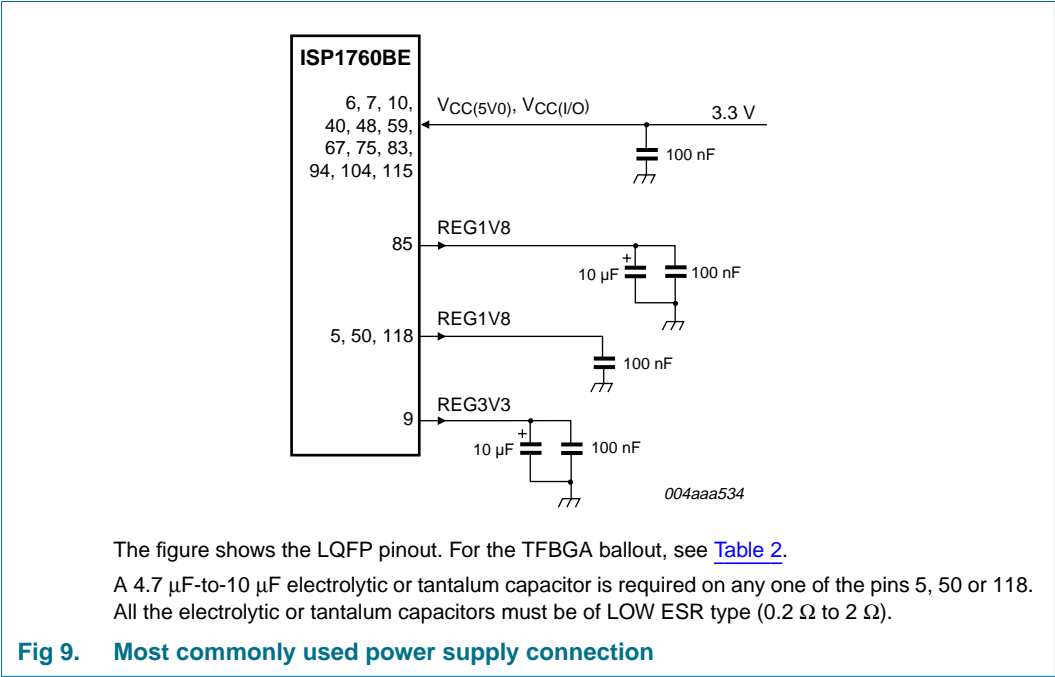 ISP1760BE
6, 7, 10,
40, 48, 59,
67, 75, 83,
94, 104, 115
VCC(5V0), VCC(I/O)
3.3 V
100 nF
85
REG1V8
+
10 µF
100 nF
5, 50, 118
REG1V8
100 nF
9
REG3V3
+
10 µF
100 nF
004aaa534
The figure shows the LQFP pinout. For the TFBGA ballout, see Table 2.
A 4.7 µF-to-10 µF electrolytic or tantalum capacitor is required on any one of the pins 5, 50 or 118.
All the electrolytic or tantalum capacitors must be of LOW ESR type (0.2 Ω to 2 Ω).
Fig 9. Most commonly used power supply connection